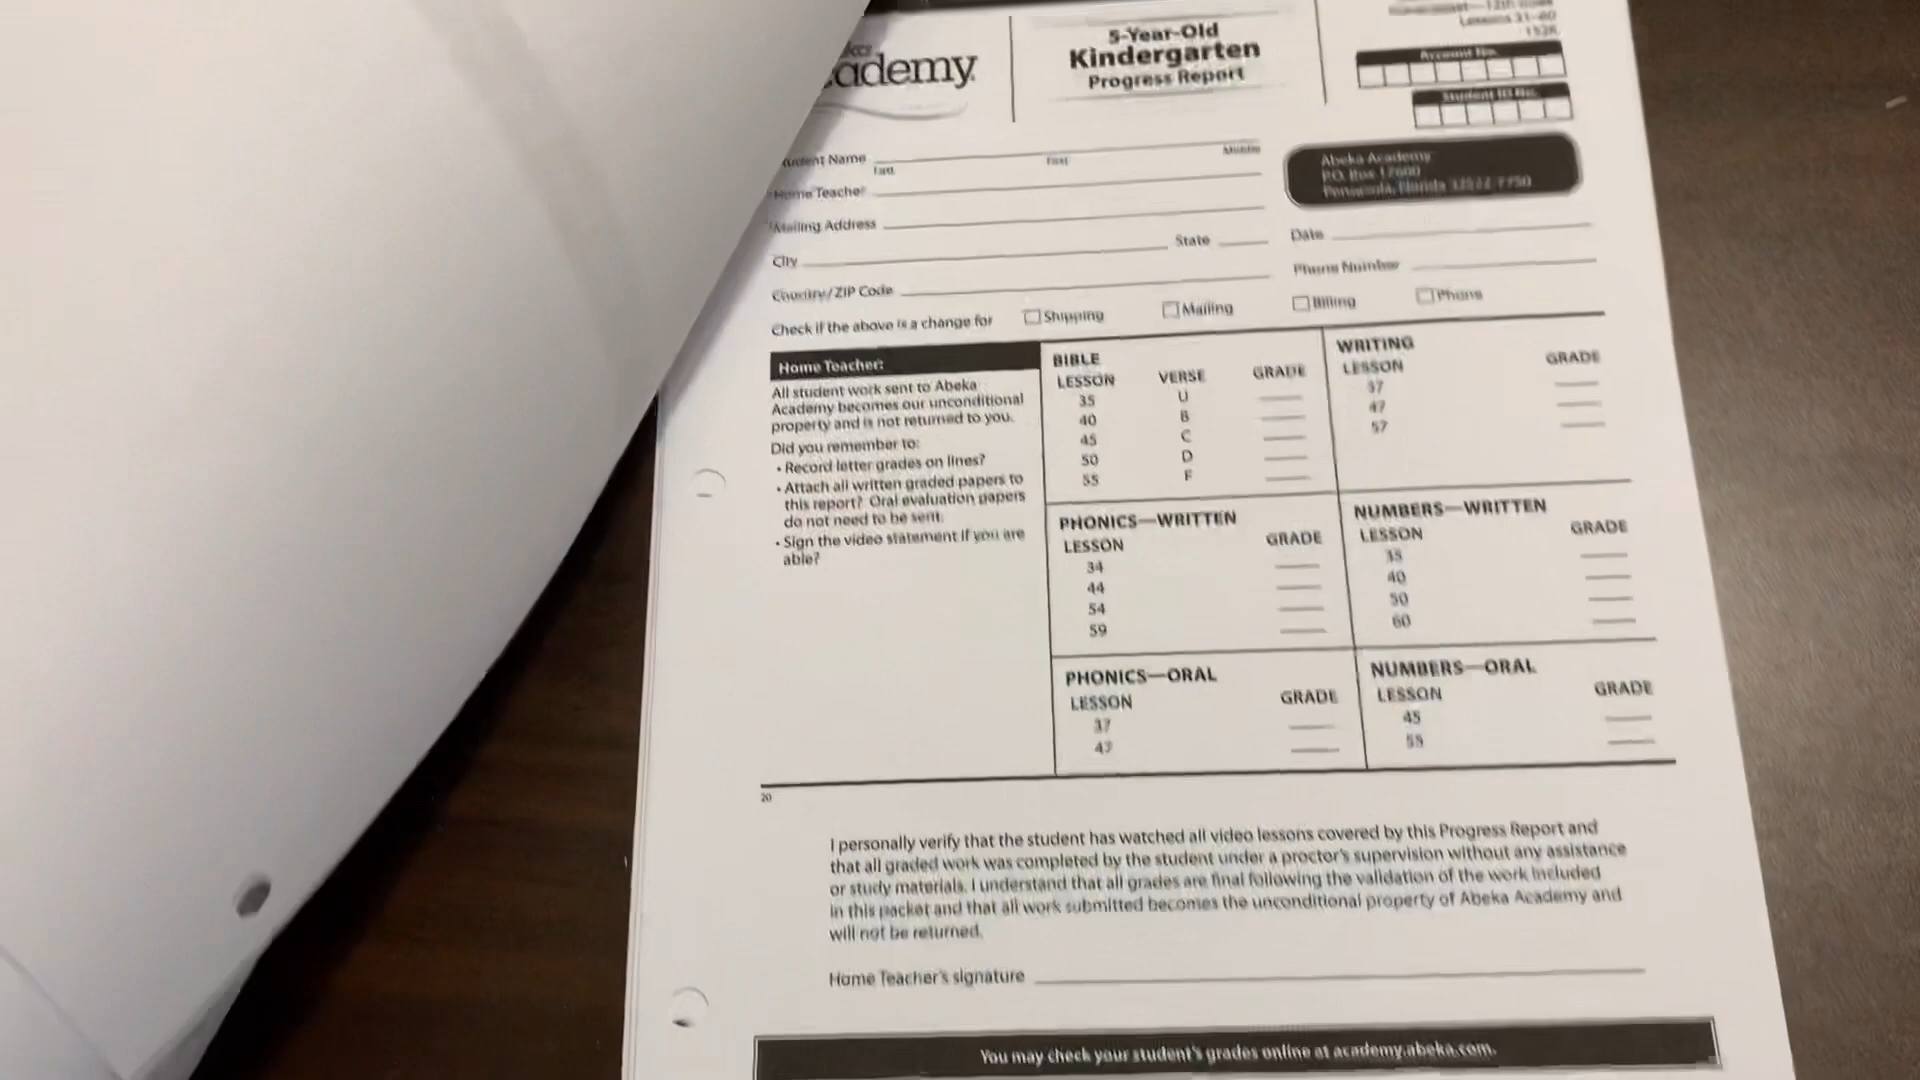 ademy
5-Year-Old
Kindergarten
Progress Report
Lessons 31–60
Account No.
Student ID No.
Student Name
Last
First
Middle
Abeka Academy
P.O. Box 17600
Pensacola, Florida 32522-7750
Home Teacher
Mailing Address
City
State
Date
Country/ZIP Code
Phone Number
Check if the above is a change for
Shipping
Mailing
Billing
Phone
Home Teacher:
All student work sent to Abeka
Academy becomes our unconditional
property and is not returned to you.
Did you remember to:
• Record letter grades on lines?
• Attach all written graded papers to
this report? Oral evaluation papers
do not need to be sent.
• Sign the video statement if you are
able?
BIBLE
LESSON VERSE GRADE
35 U
40 B
45 C
50 D
55 F
WRITING
LESSON GRADE
37
47
57
PHONICS—WRITTEN
LESSON GRADE
34
44
54
59
NUMBERS—WRITTEN
LESSON GRADE
35
40
50
60
PHONICS—ORAL
LESSON GRADE
37
47
NUMBERS—ORAL
LESSON GRADE
45
55
20
I personally verify that the student has watched all video lessons covered by this Progress Report and
that all graded work was completed by the student under a proctor's supervision without any assistance
or study materials. I understand that all grades are final following the validation of the work included
in this packet and that all work submitted becomes the unconditional property of Abeka Academy and
will not be returned.
Home Teacher's signature
You may check your student's grades online at academy.abeka.com.